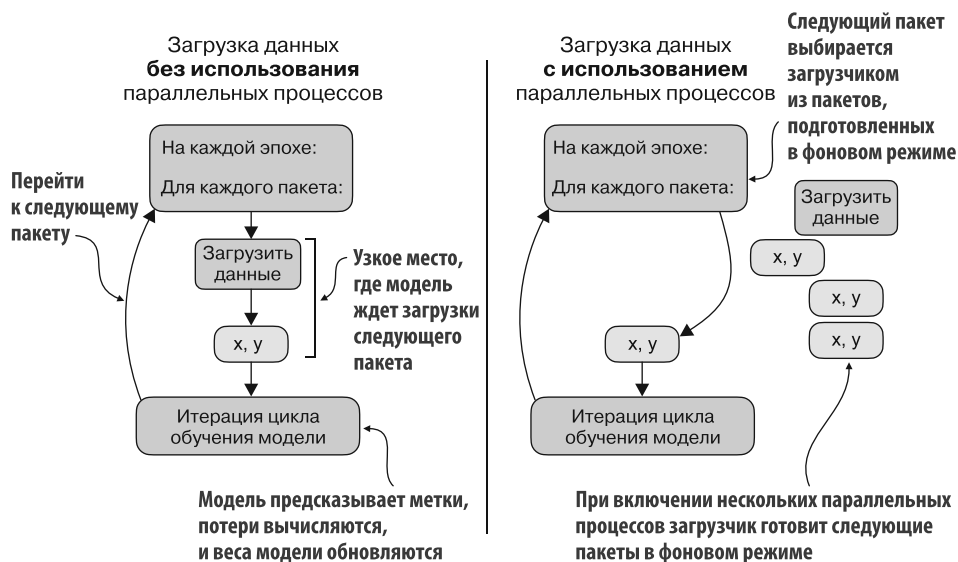 Загрузка данных
без использования
параллельных процессов
На каждой эпохе:
Для каждого пакета:
Перейти
к следующему
пакету
Загрузить
данные
x, y
Узкое место,
где модель
ждет загрузки
следующего
пакета
Итерация цикла
обучения модели
Модель предсказывает метки,
потери вычисляются,
и веса модели обновляются
Загрузка данных
с использованием
параллельных процессов
Следующий пакет
выбирается
загрузчиком
из пакетов,
подготовленных
в фоновом режиме
На каждой эпохе:
Для каждого пакета:
Загрузить
данные
x, y
x, y
x, y
x, y
Итерация цикла
обучения модели
При включении нескольких параллельных
процессов загрузчик готовит следующие
пакеты в фоновом режиме